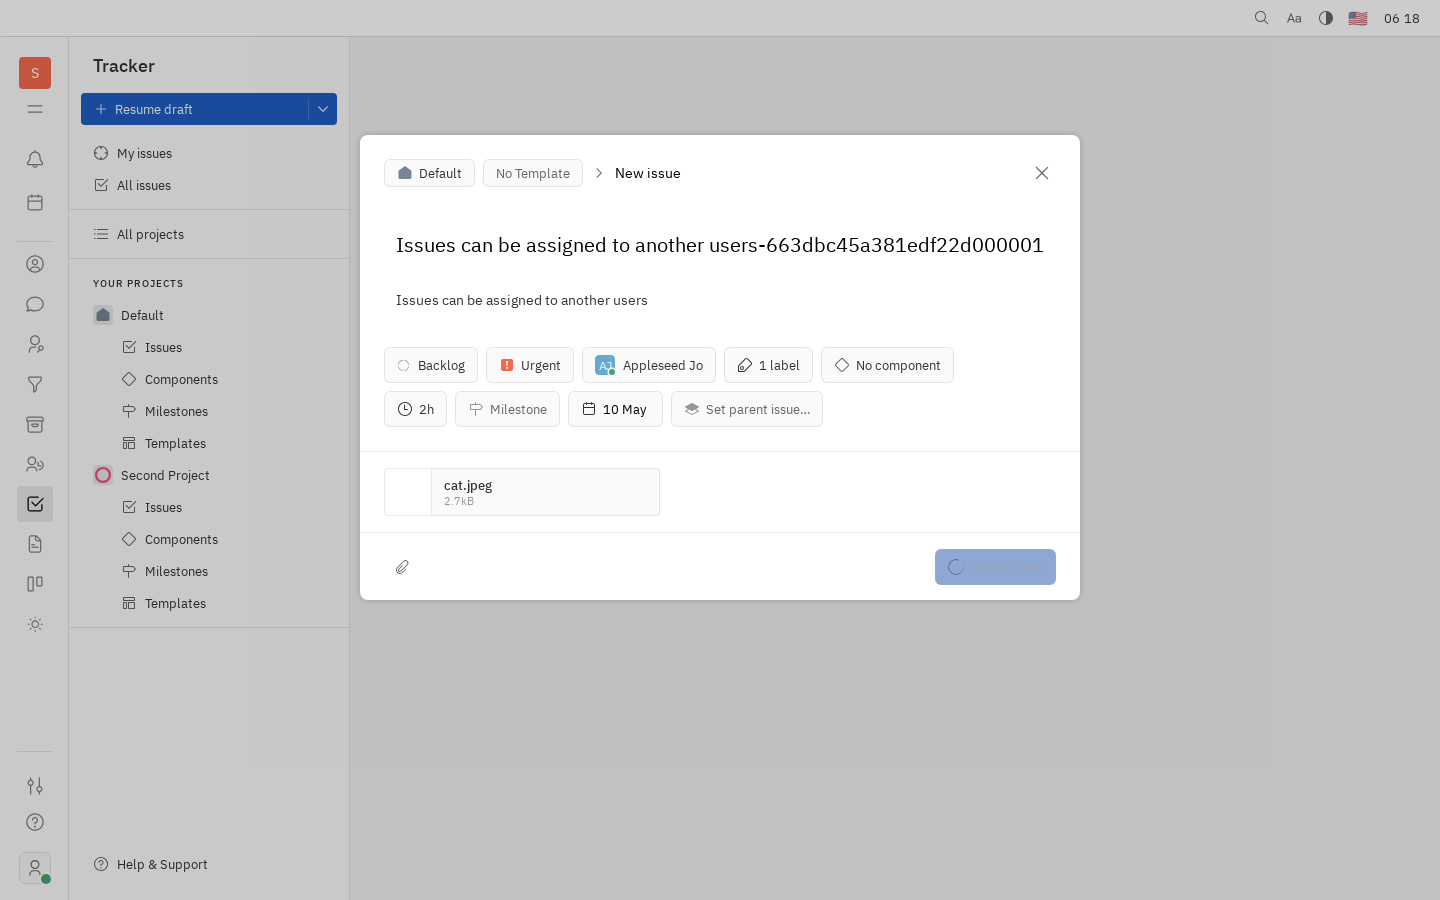 Aa
06 18
S
Tracker
Resume draft
My issues
All issues
All projects
YOUR PROJECTS
Default
Issues
Components
Milestones
Templates
Second Project
Issues
Components
Milestones
Templates
Help & Support
Default
No Template
New issue
Issues can be assigned to another users-663dbc45a381edf22d000001
Issues can be assigned to another users
Backlog
Urgent
AJ
Appleseed Jo
1 label
No component
2h
Milestone
10 May
Set parent issue...
cat.jpeg
2.7kB